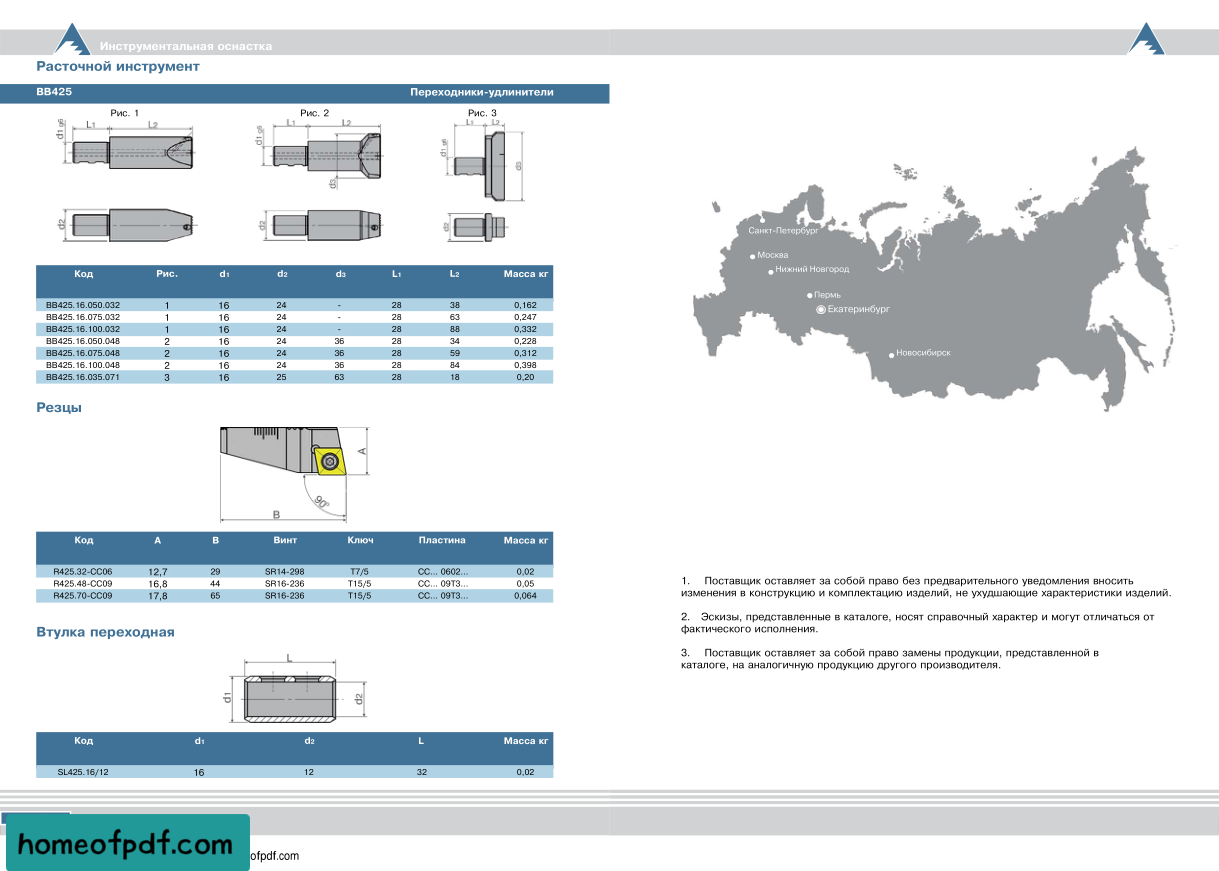 Инструментальная оснастка
Расточной инструмент
BB425 Переходники-удлинители
Рис. 1 Рис. 2 Рис. 3
L1 L2 L1 L2 L1 L2
d1 g6 d1 g6 d1 g6
d3 d3
d2 d2 d2
Код Рис. d1 d2 d3 L1 L2 Масса кг
BB425.16.050.032 1 16 24 - 28 38 0,162
BB425.16.075.032 1 16 24 - 28 63 0,247
BB425.16.100.032 1 16 24 - 28 88 0,332
BB425.16.050.048 2 16 24 36 28 34 0,228
BB425.16.075.048 2 16 24 36 28 59 0,312
BB425.16.100.048 2 16 24 36 28 84 0,398
BB425.16.035.071 3 16 25 63 28 18 0,20
Резцы
A
90°
B
Код A B Винт Ключ Пластина Масса кг
R425.32-CC06 12,7 29 SR14-298 T7/5 CC... 0602... 0,02
R425.48-CC09 16,8 44 SR16-236 T15/5 CC... 09T3... 0,05
R425.70-CC09 17,8 65 SR16-236 T15/5 CC... 09T3... 0,064
Втулка переходная
L
d1 d2
Код d1 d2 L Масса кг
SL425.16/12 16 12 32 0,02
homeofpdf.com
ofpdf.com
Санкт-Петербург
Москва
Нижний Новгород
Пермь
Екатеринбург
Новосибирск
1. Поставщик оставляет за собой право без предварительного уведомления вносить
изменения в конструкцию и комплектацию изделий, не ухудшающие характеристики изделий.
2. Эскизы, представленные в каталоге, носят справочный характер и могут отличаться от
фактического исполнения.
3. Поставщик оставляет за собой право замены продукции, представленной в
каталоге, на аналогичную продукцию другого производителя.